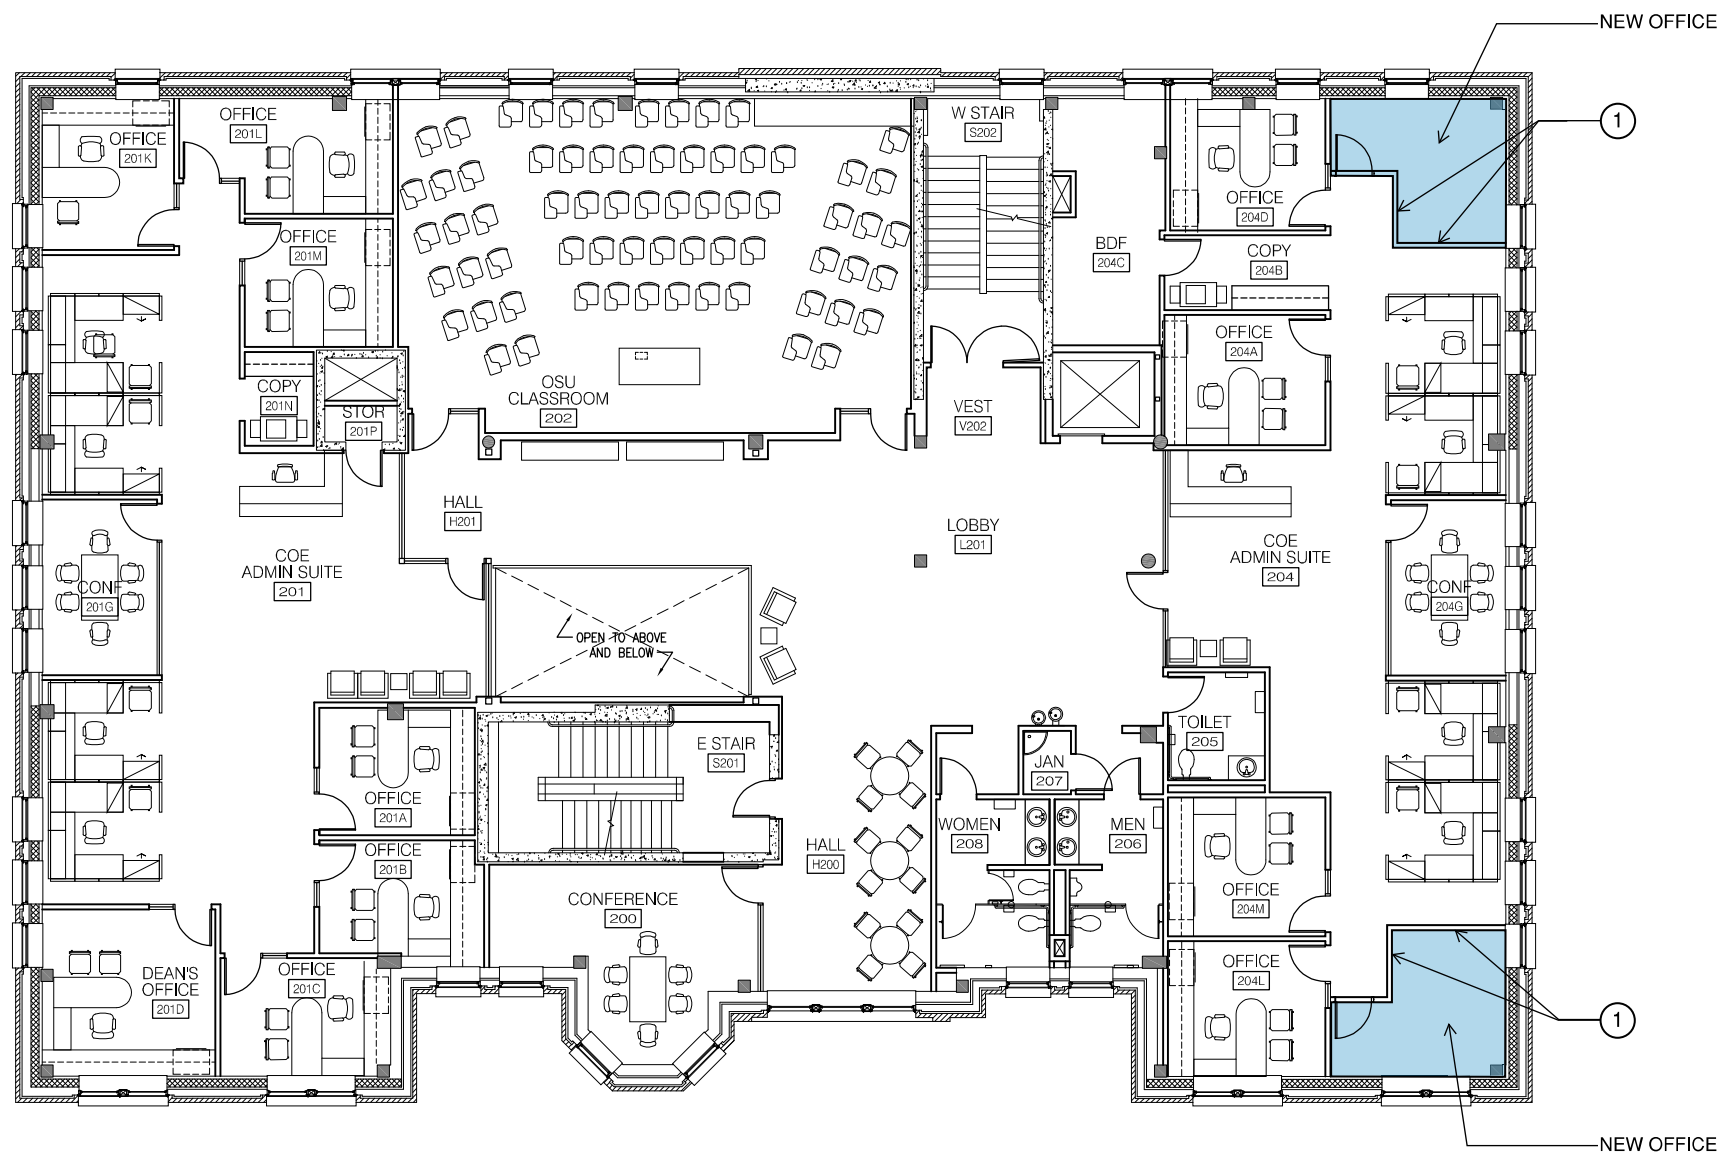 NEW OFFICE
1
OFFICE
201K
OFFICE
201L
W STAIR
S202
OFFICE
204D
OFFICE
201M
BDF
204C
COPY
204B
OFFICE
204A
COPY
201N
STOR
201P
OSU
CLASSROOM
202
VEST
V202
HALL
H201
LOBBY
L201
COE
ADMIN SUITE
201
COE
ADMIN SUITE
204
CONF
201G
CONF
204G
OPEN TO ABOVE
AND BELOW
E STAIR
S201
TOILET
205
JAN
207
OFFICE
201A
WOMEN
208
MEN
206
HALL
H200
OFFICE
201B
CONFERENCE
200
OFFICE
204M
DEAN'S
OFFICE
201D
OFFICE
201C
OFFICE
204L
1
NEW OFFICE